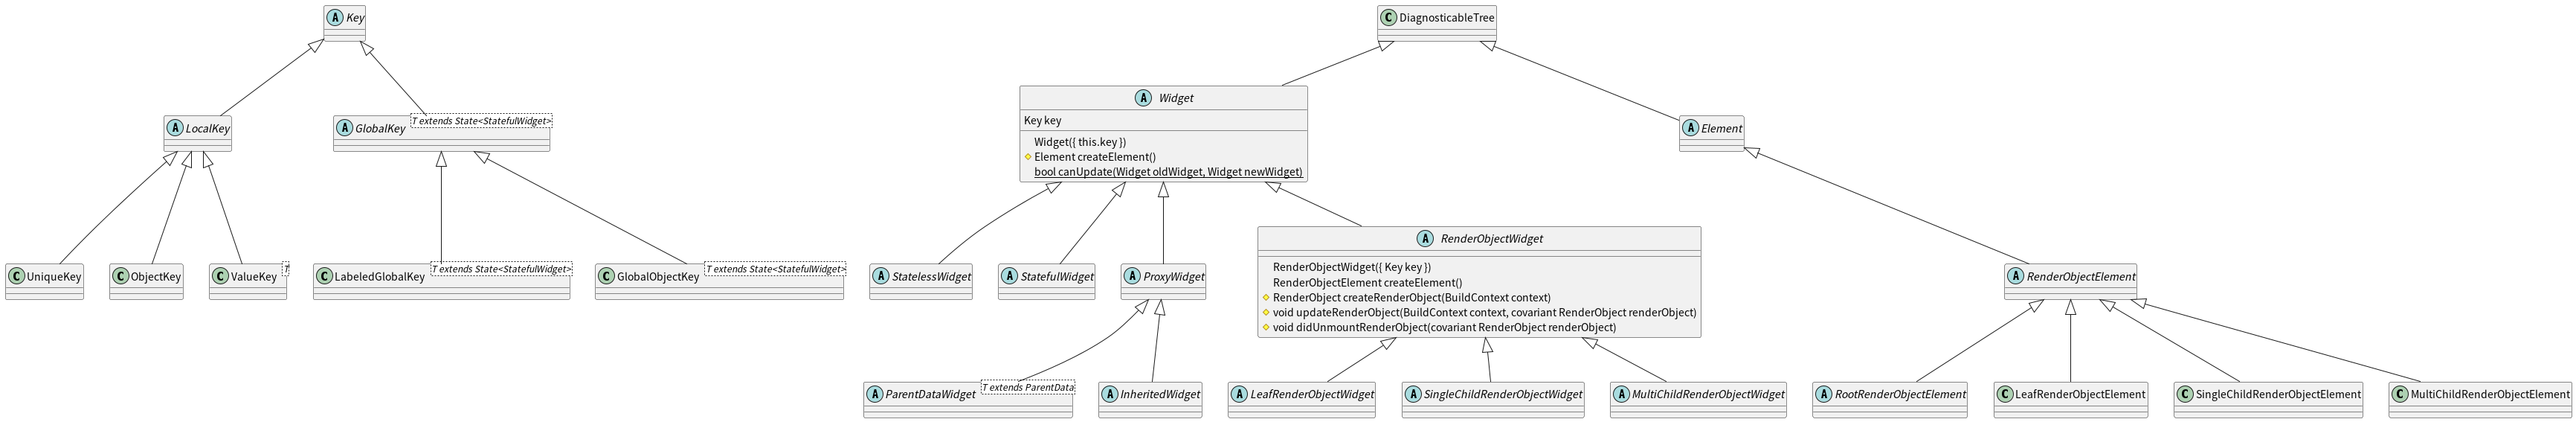 A Key
C DiagnosticableTree
A Widget
Key key
Widget({ this.key })
Element createElement()
bool canUpdate(Widget oldWidget, Widget newWidget)
A LocalKey
A GlobalKey
T extends State<StatefulWidget>
A Element
A RenderObjectWidget
RenderObjectWidget({ Key key })
RenderObjectElement createElement()
RenderObject createRenderObject(BuildContext context)
void updateRenderObject(BuildContext context, covariant RenderObject renderObject)
void didUnmountRenderObject(covariant RenderObject renderObject)
C UniqueKey
C ObjectKey
C ValueKey
T
C LabeledGlobalKey
T extends State<StatefulWidget>
C GlobalObjectKey
T extends State<StatefulWidget>
A StatelessWidget
A StatefulWidget
A ProxyWidget
A RenderObjectElement
A ParentDataWidget
T extends ParentData
A InheritedWidget
A LeafRenderObjectWidget
A SingleChildRenderObjectWidget
A MultiChildRenderObjectWidget
A RootRenderObjectElement
C LeafRenderObjectElement
C SingleChildRenderObjectElement
C MultiChildRenderObjectElement